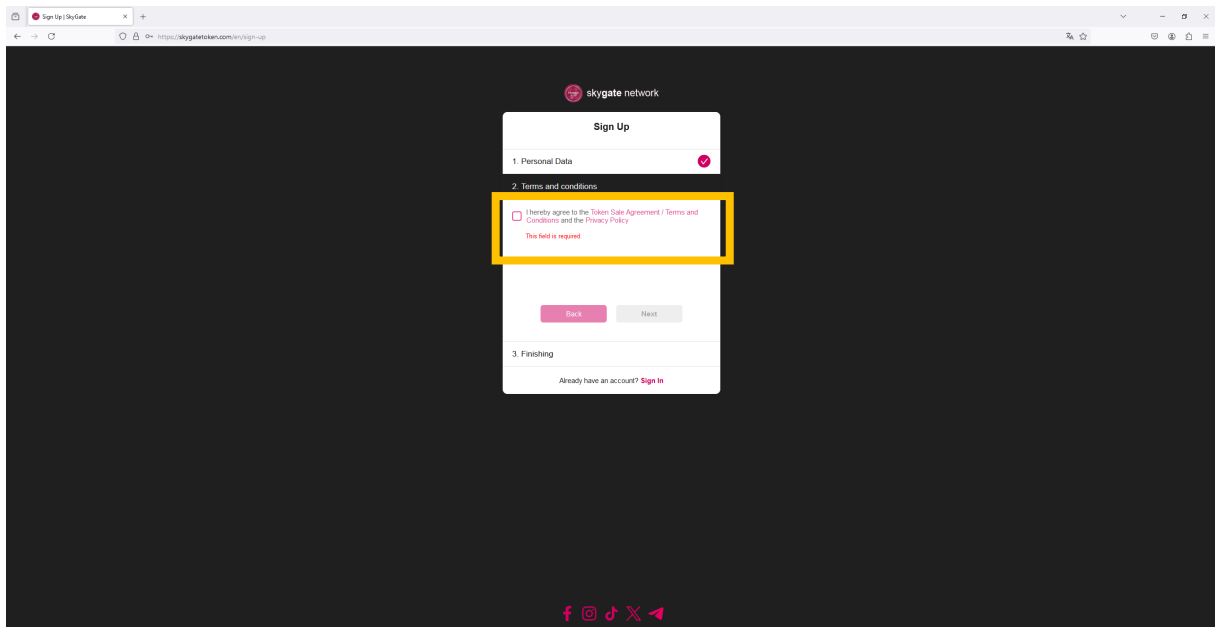 Sign Up | SkyGate
https://skygatetoken.com/en/sign-up
skygate network
Sign Up
1. Personal Data
2. Terms and conditions
I hereby agree to the Token Sale Agreement / Terms and
Conditions and the Privacy Policy
This field is required.
Back Next
3. Finishing
Already have an account? Sign In